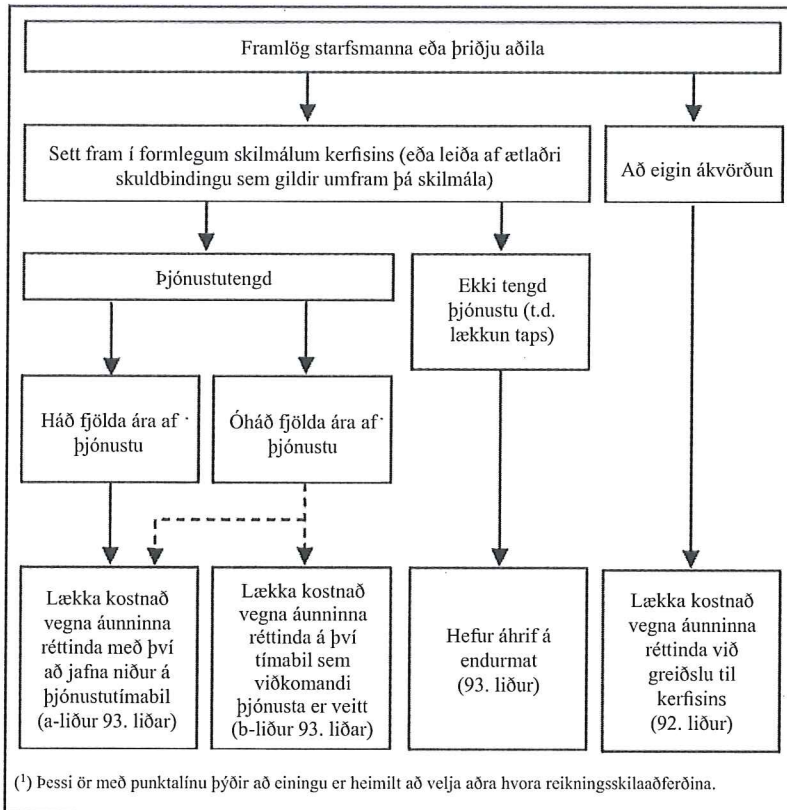 Framlög starfsmanna eða þriðju aðila
Sett fram í formlegum skilmálum kerfisins (eða leiða af ætlaðri
skuldbindingu sem gildir umfram þá skilmála)
Að eigin ákvörðun
Þjónustutengd
Ekki tengd
þjónustu (t.d.
lækkun taps)
Háð fjölda ára af
þjónustu
Óháð fjölda ára af
þjónustu
Lækka kostnað
vegna áunninna
réttinda með því
að jafna niður á
þjónustutímabil
(a-liður 93. liðar)
Lækka kostnað
vegna áunninna
réttinda á því
tímabil sem
viðkomandi
þjónusta er veitt
(b-liður 93. liðar)
Hefur áhrif á
endurmat
(93. liður)
Lækka kostnað
vegna áunninna
réttinda við
greiðslu til
kerfisins
(92. liður)
(¹) Þessi ör með punktalínu þýðir að einingu er heimilt að velja aðra hvora reikningsskilaaðferðina.